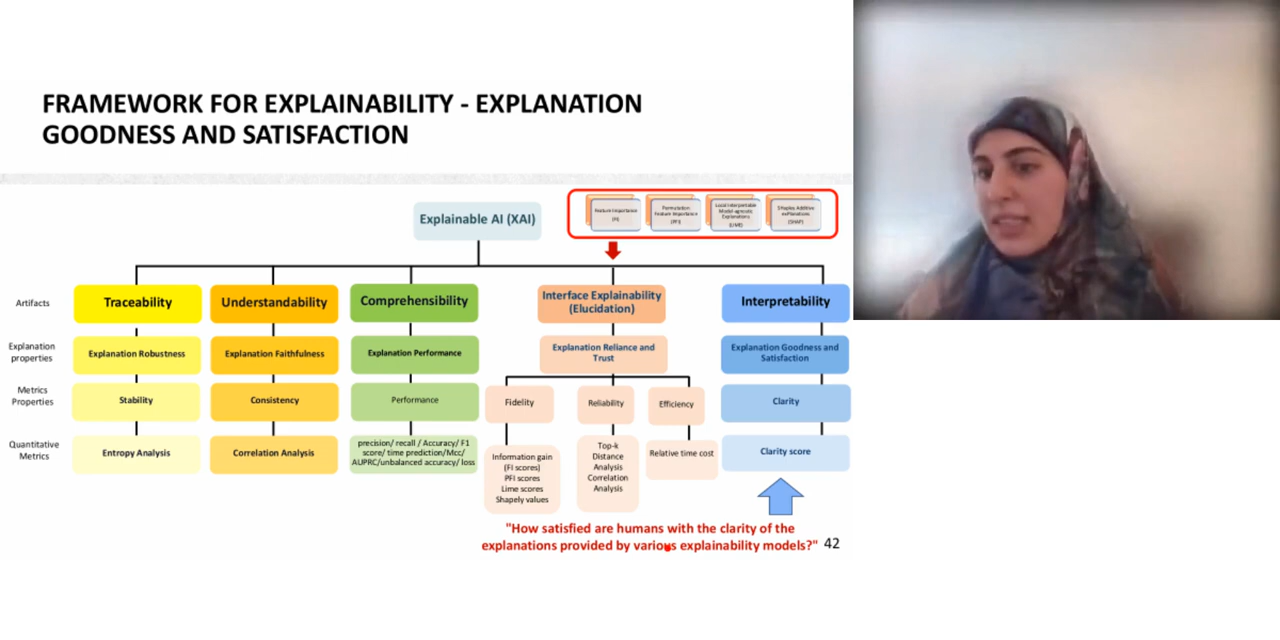 FRAMEWORK FOR EXPLAINABILITY - EXPLANATION
GOODNESS AND SATISFACTION
Explainable AI (XAI)
Feature Importance
(FI)
Permutation
Feature Importance
(PFI)
Local Interpretable
Model-agnostic
Explanations
(LIME)
Shapley Additive
exPlanations
(SHAP)
Artifacts
Traceability
Understandability
Comprehensibility
Interface Explainability
(Elucidation)
Interpretability
Explanation
properties
Explanation Robustness
Explanation Faithfulness
Explanation Performance
Explanation Reliance and
Trust
Explanation Goodness and
Satisfaction
Metrics
Properties
Stability
Consistency
Performance
Fidelity
Reliability
Efficiency
Clarity
Quantitative
Metrics
Entropy Analysis
Correlation Analysis
precision/ recall / Accuracy/ F1
score/ time prediction/Mcc/
AUPRC/unbalanced accuracy/ loss
Information gain
(FI scores)
PFI scores
Lime scores
Shapely values
Top-k
Distance
Analysis
Correlation
Analysis
Relative time cost
Clarity score
"How satisfied are humans with the clarity of the
explanations provided by various explainability models?"
42